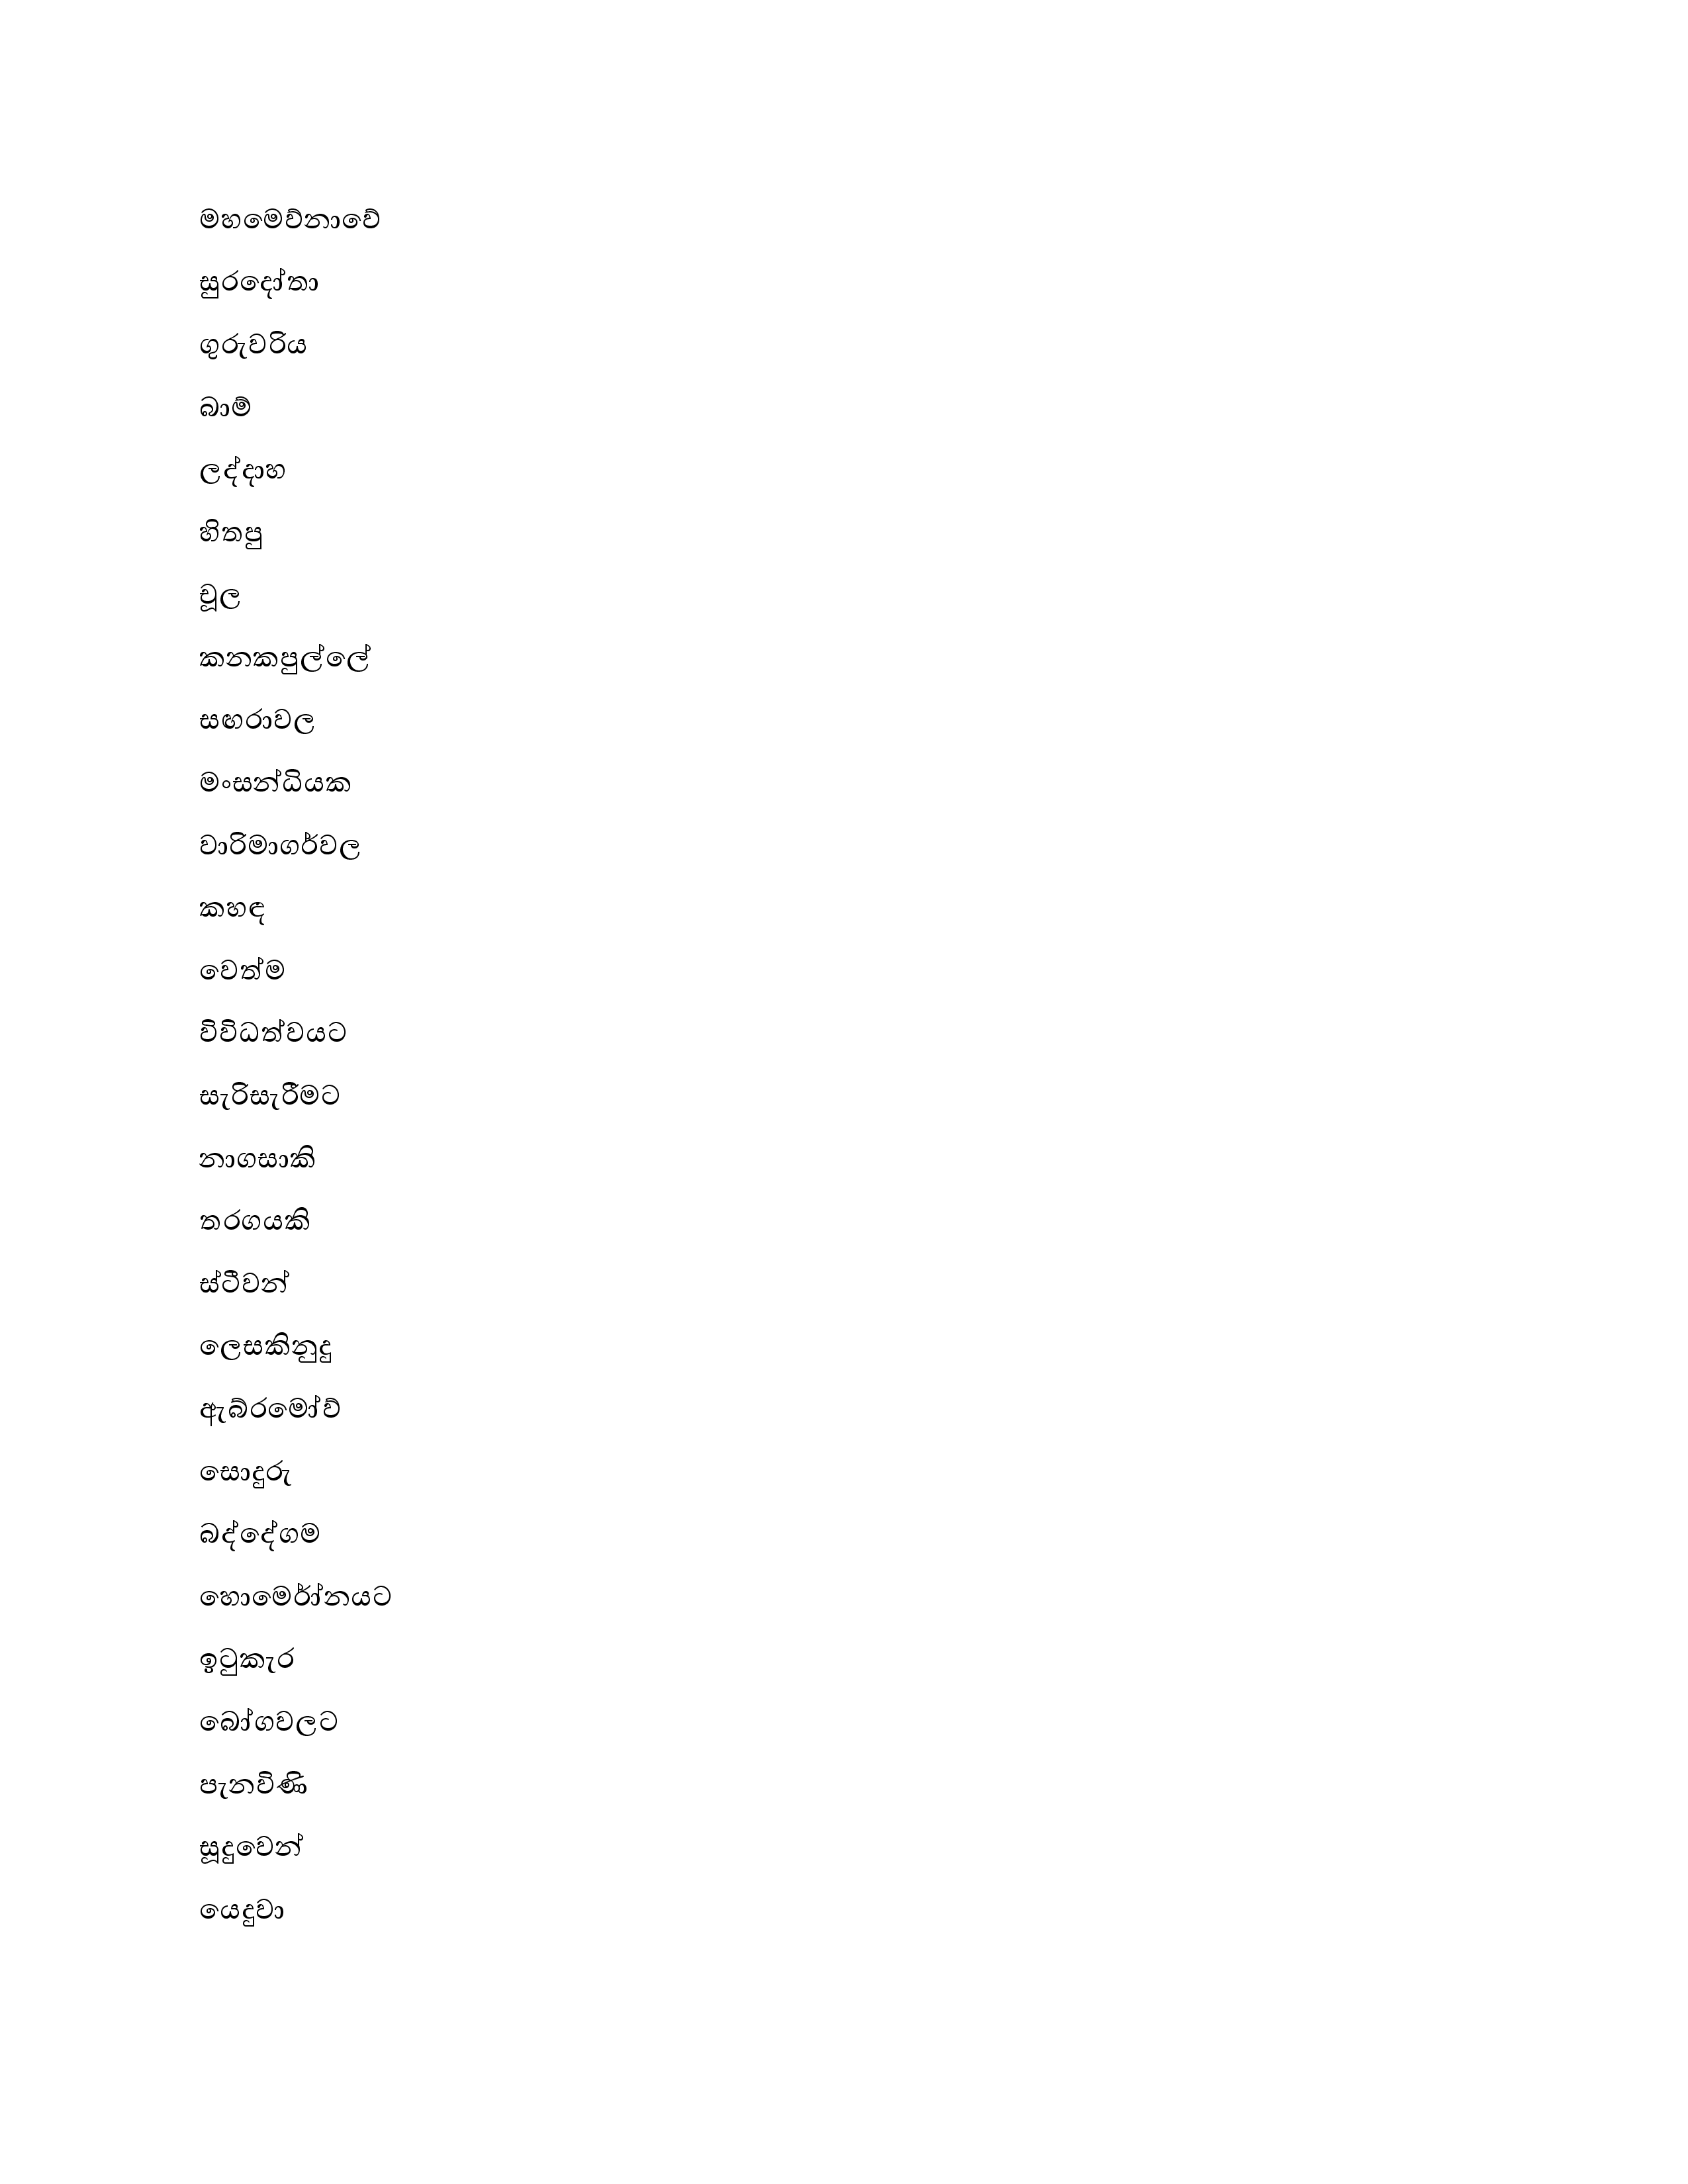 මහමෙව්නාවේ
සුරදෝතා
ගුරුවරිය
බාම්
ලද්දාහ
හිතපු
චූල
කනකපුල්ලේ
සඟරාවල
මංසන්ධියක
වාරිමාගර්වල
කහඳ
වෙත්ම
විවිධත්වයට
සැරිසැරීමට
නාගසාකි
තරගයකි
ස්ටීවන්
ලෙසකිනුදු
ඇබ්රමෝව්
සොදුරු
බද්දේගම
හොර්මෝනයට
ඉටුකැර
බෝගවලට
පැනවිණි
සූදුවෙන්
යෙදුවා